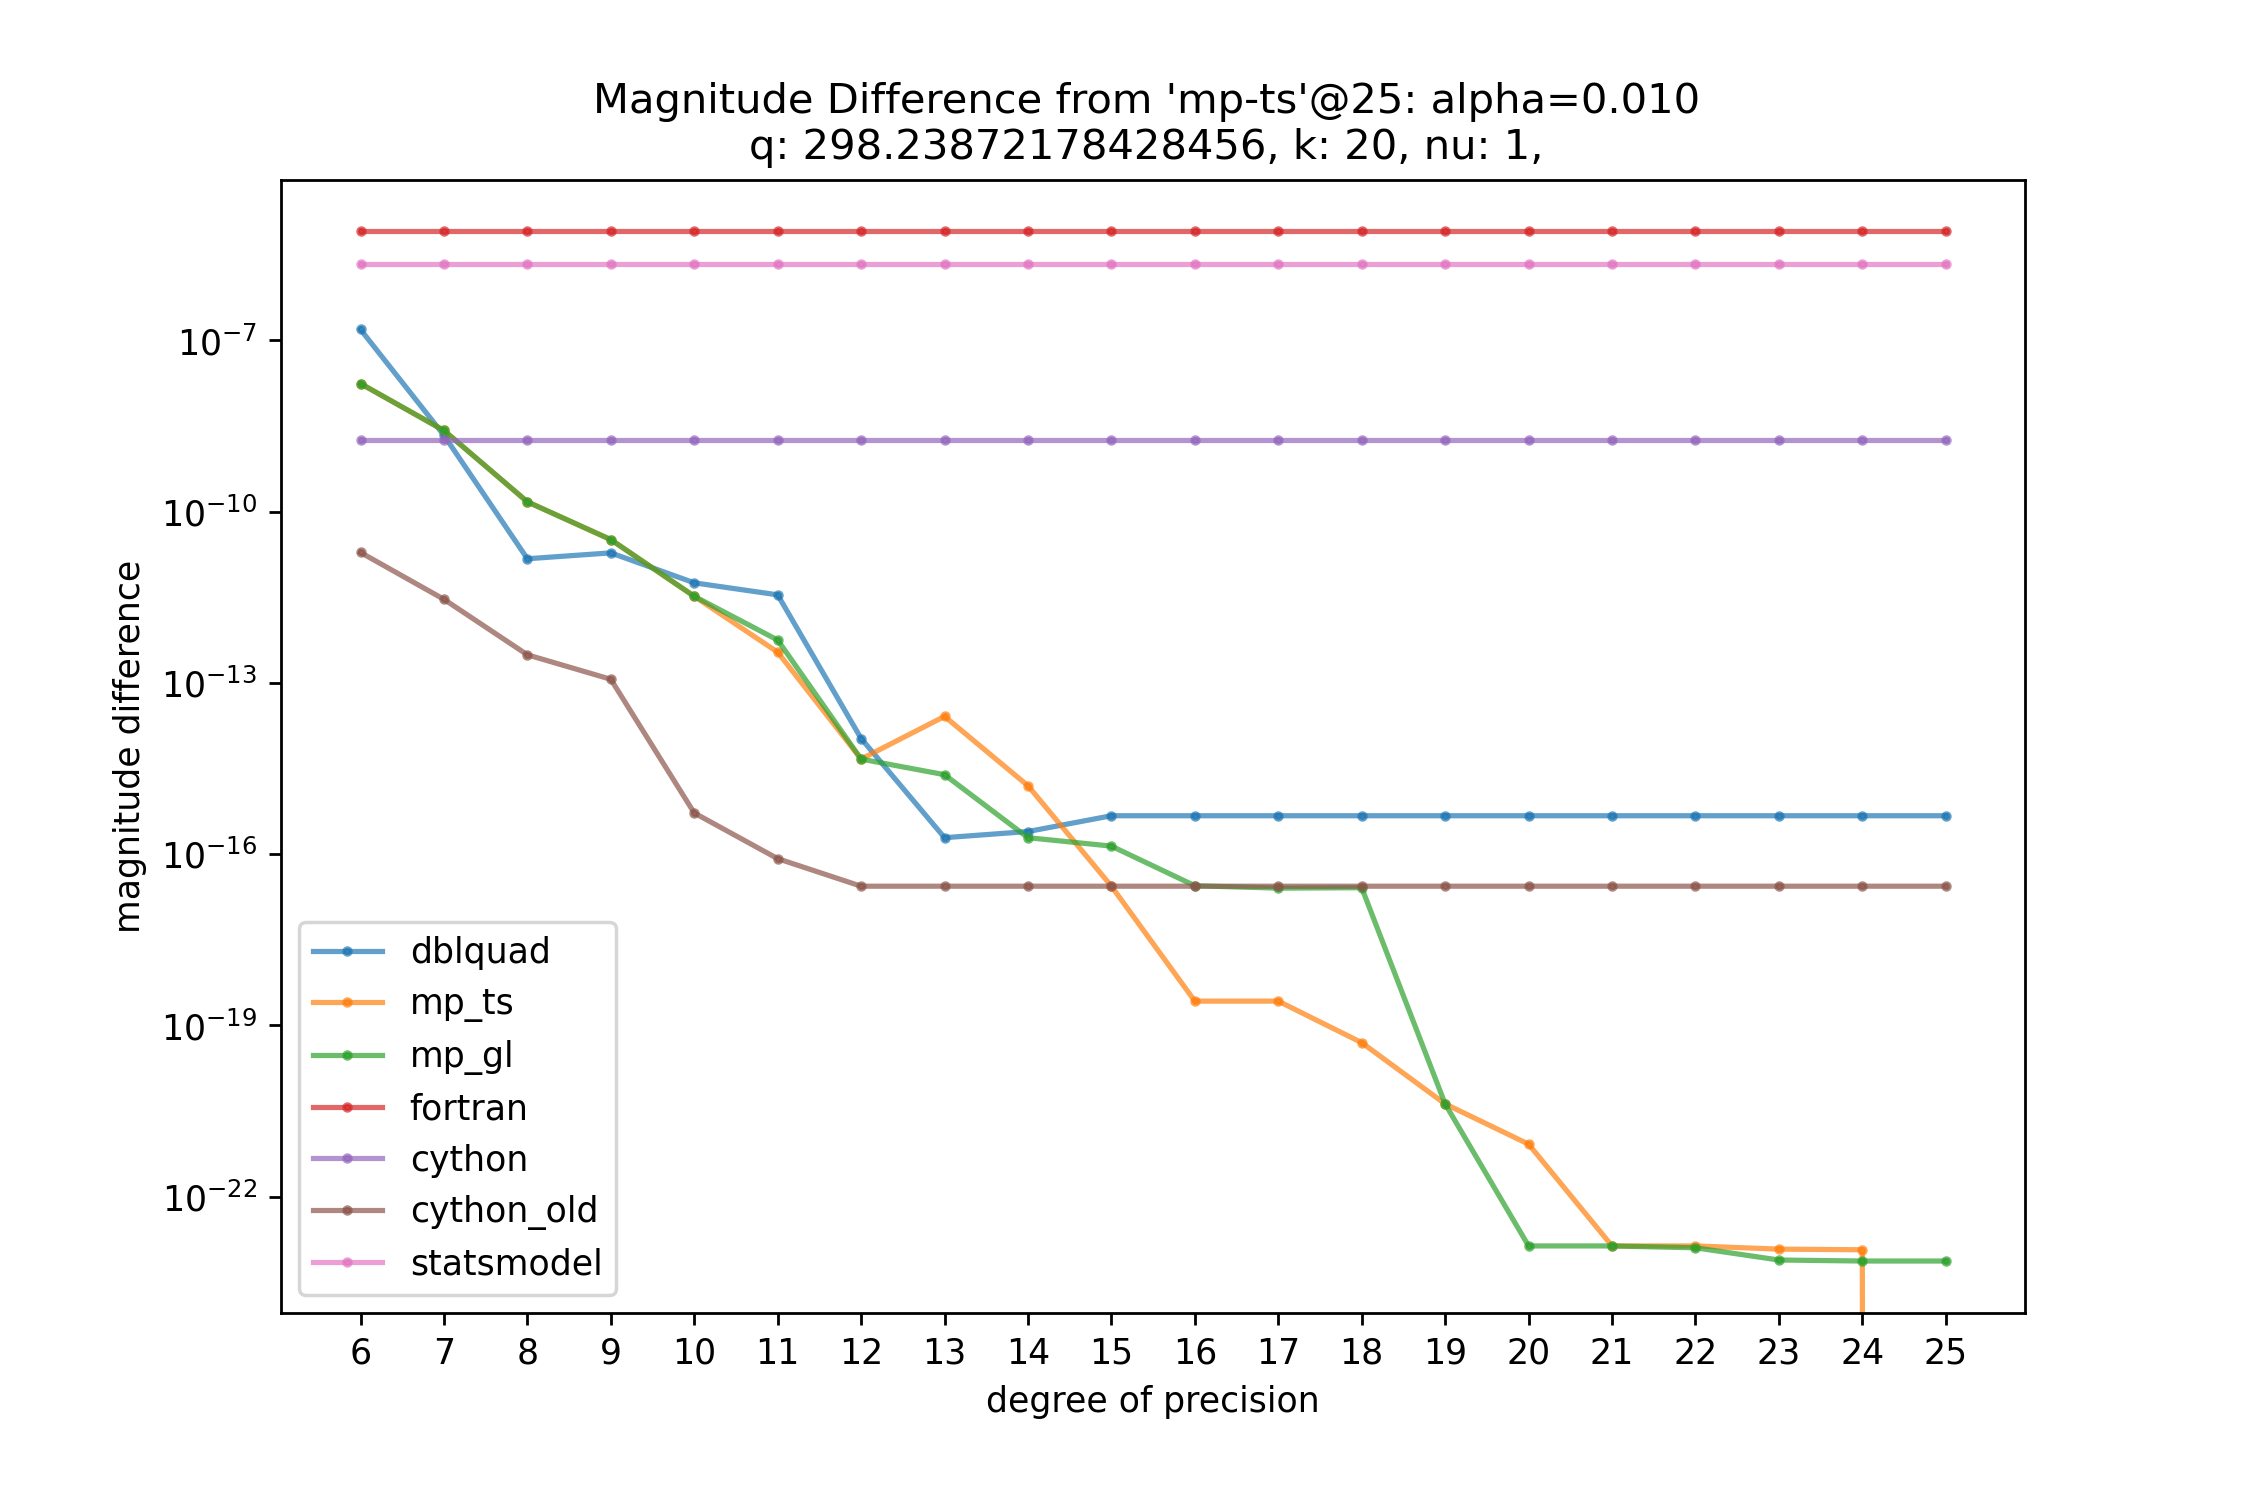 Magnitude Difference from 'mp-ts'@25: alpha=0.010
q: 298.23872178428456, k: 20, nu: 1,
magnitude difference
10⁻⁷
10⁻¹⁰
10⁻¹³
10⁻¹⁶
10⁻¹⁹
10⁻²²
dblquad
mp_ts
mp_gl
fortran
cython
cython_old
statsmodel
6 7 8 9 10 11 12 13 14 15 16 17 18 19 20 21 22 23 24 25
degree of precision